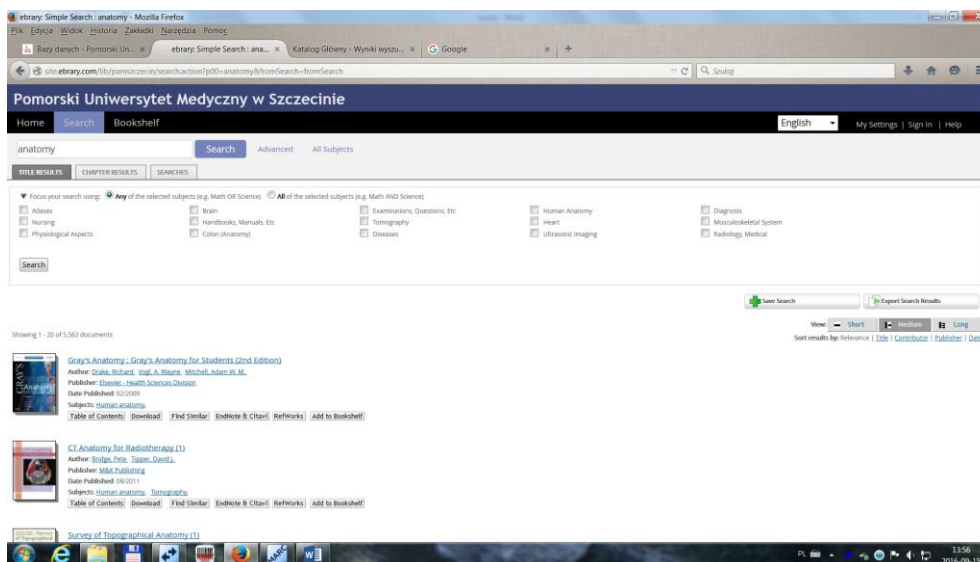 ebrary: Simple Search : anatomy - Mozilla Firefox
Plik Edycja Widok Historia Zakładki Narzędzia Pomoc
Bazy danych - Pomorski Un... × ebrary: Simple Search : ana... × Katalog Główny - Wyniki wyszu... × Google × +
site.ebrary.com/lib/pamszczecin/search.action?p00=anatomy&fromSearch=fromSearch Szukaj
Pomorski Uniwersytet Medyczny w Szczecinie
Home Search Bookshelf English My Settings | Sign In | Help
anatomy Search Advanced All Subjects
TITLE RESULTS CHAPTER RESULTS SEARCHES
▼ Focus your search using: Any of the selected subjects (e.g. Math OR Science) All of the selected subjects (e.g. Math AND Science)
Atlases Brain Examinations, Questions, Etc Human Anatomy Diagnosis
Nursing Handbooks, Manuals, Etc Tomography Heart Musculoskeletal System
Physiological Aspects Colon (Anatomy) Diseases Ultrasonic Imaging Radiology, Medical
Search
Save Search Export Search Results
View: Short Medium Long
Showing 1 - 20 of 5,562 documents Sort results by: Relevance | Title | Contributor | Publisher |
Gray's Anatomy : Gray's Anatomy for Students (2nd Edition)
Author: Drake, Richard Vogl, A. Wayne Mitchell, Adam W. M.
Publisher: Elsevier - Health Sciences Division
Date Published: 02/2009
Subjects: Human anatomy.
Table of Contents Download Find Similar EndNote & Citavi RefWorks Add to Bookshelf
CT Anatomy for Radiotherapy (1)
Author: Bridge, Pete Tipper, David J.
Publisher: M&K Publishing
Date Published: 08/2011
Subjects: Human anatomy. Tomography.
Table of Contents Download Find Similar EndNote & Citavi RefWorks Add to Bookshelf
Survey of Topographical Anatomy (1)
MARC PL 13:56
2016-09-15